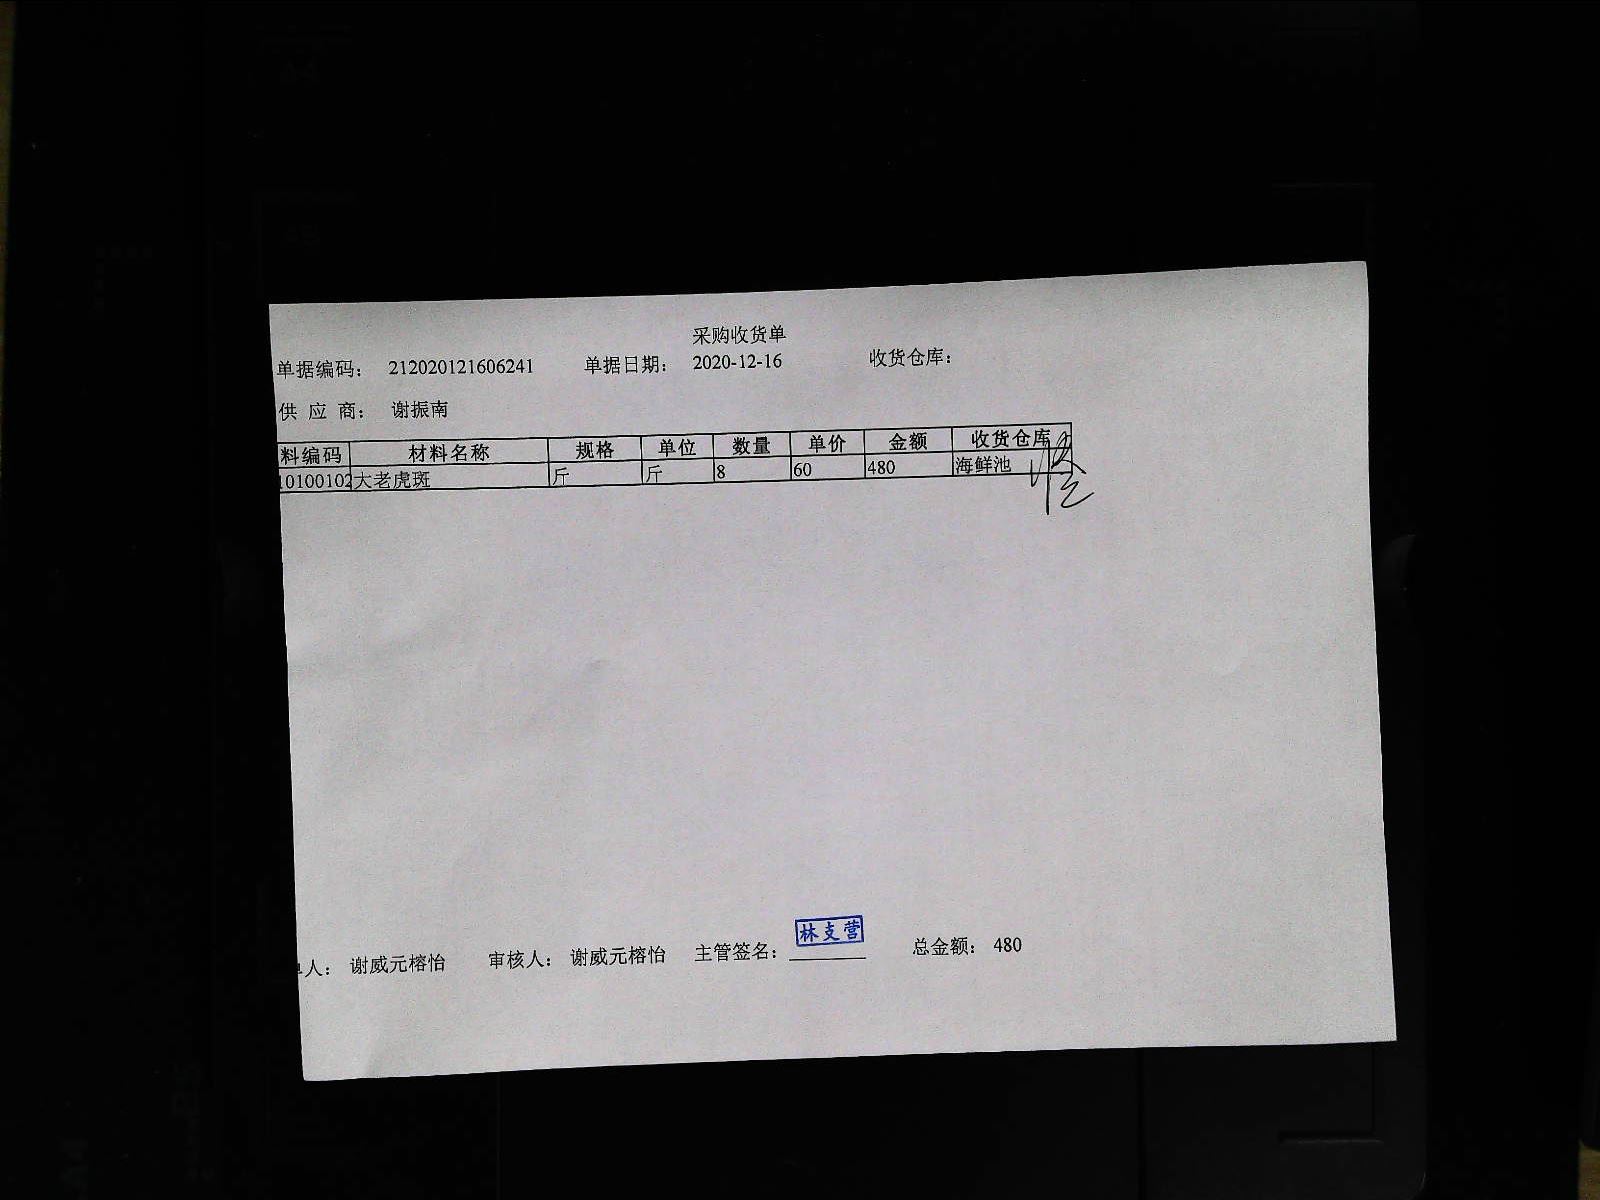 采购收货单
单据编码： 212020121606241 单据日期： 2020-12-16 收货仓库：
供 应 商： 谢振南
料编码 材料名称 规格 单位 数量 单价 金额 收货仓库
10100102 大老虎斑 斤 斤 8 60 480 海鲜池
单人： 谢威元榕怡 审核人： 谢威元榕怡 主管签名： 林支营 总金额： 480